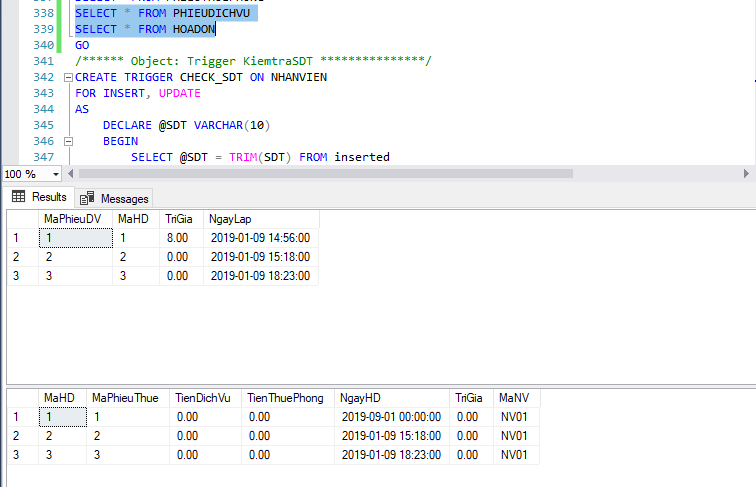 338 SELECT * FROM PHIEUDICHVU
339 SELECT * FROM HOADON
340 GO
341 /****** Object: Trigger KiemtraSDT ***************/
342 CREATE TRIGGER CHECK_SDT ON NHANVIEN
343 FOR INSERT, UPDATE
344 AS
345 DECLARE @SDT VARCHAR(10)
346 BEGIN
347 SELECT @SDT = TRIM(SDT) FROM inserted
100 %
Results Messages
MaPhieuDV MaHD TriGia NgayLap
1 1 1 8.00 2019-01-09 14:56:00
2 2 2 0.00 2019-01-09 15:18:00
3 3 3 0.00 2019-01-09 18:23:00
MaHD MaPhieuThue TienDichVu TienThuePhong NgayHD TriGia MaNV
1 1 1 0.00 0.00 2019-09-01 00:00:00 0.00 NV01
2 2 2 0.00 0.00 2019-01-09 15:18:00 0.00 NV01
3 3 3 0.00 0.00 2019-01-09 18:23:00 0.00 NV01